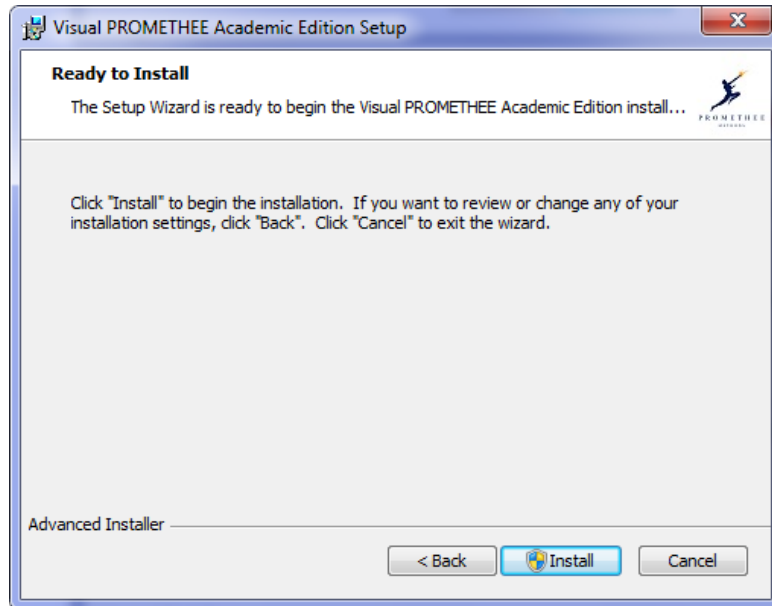 Visual PROMETHEE Academic Edition Setup
Ready to Install
The Setup Wizard is ready to begin the Visual PROMETHEE Academic Edition install...
PROMETHEE
Click "Install" to begin the installation.  If you want to review or change any of your
installation settings, click "Back".  Click "Cancel" to exit the wizard.
Advanced Installer
< Back
Install
Cancel